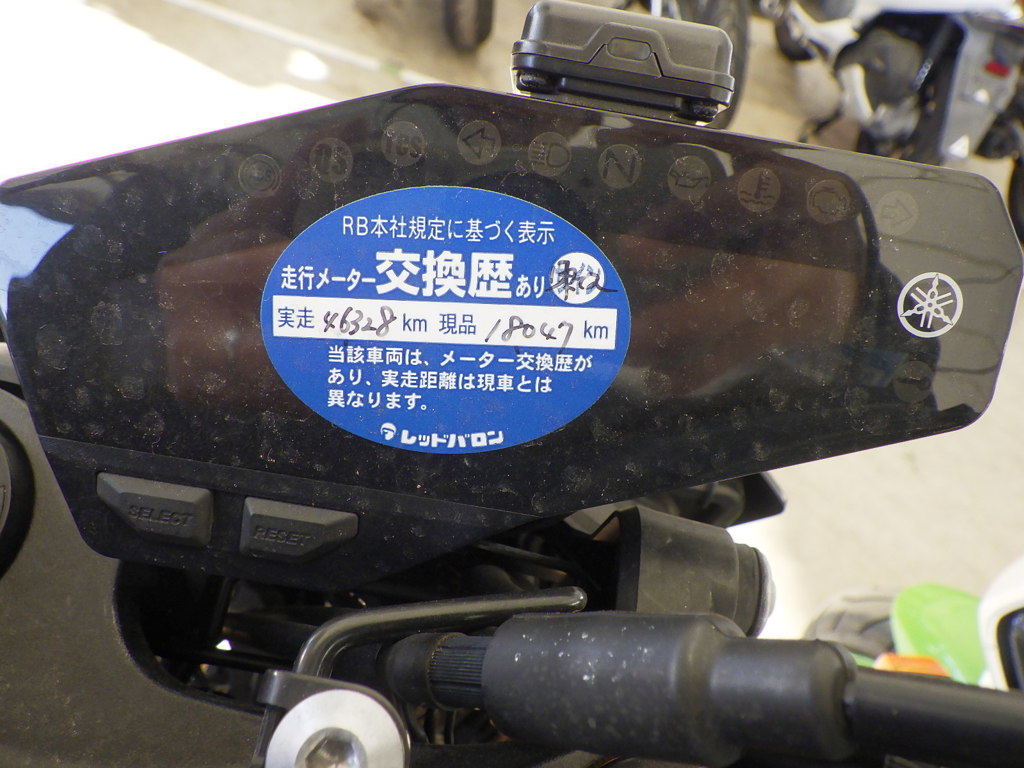 TCS
RB本社規定に基づく表示
走行メーター 交換歴 あり
実走 46328 km 現品 18047 km
当該車両は、メーター交換歴が
あり、実走距離は現車とは
異なります。
レッドバロン
SELECT
RESET